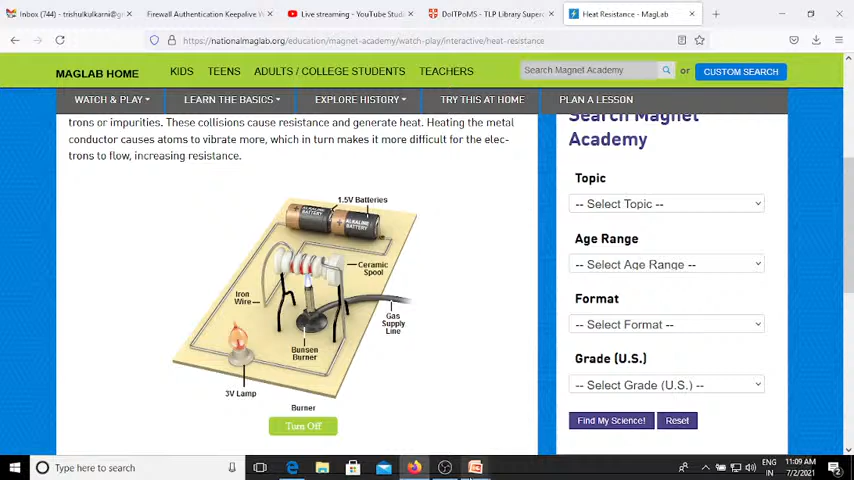 Inbox (744) - trishulkulkarni@gr
Firewall Authentication Keepalive W
Live streaming - YouTube Studi
DoITPoMS - TLP Library Superc
Heat Resistance - MagLab
https://nationalmaglab.org/education/magnet-academy/watch-play/interactive/heat-resistance
MAGLAB HOME
KIDS
TEENS
ADULTS / COLLEGE STUDENTS
TEACHERS
Search Magnet Academy
or
CUSTOM SEARCH
WATCH & PLAY
LEARN THE BASICS
EXPLORE HISTORY
TRY THIS AT HOME
PLAN A LESSON
trons or impurities. These collisions cause resistance and generate heat. Heating the metal
conductor causes atoms to vibrate more, which in turn makes it more difficult for the elec-
trons to flow, increasing resistance.
1.5V Batteries
ALKALINE
BATTERY
ALKALINE
BATTERY
Ceramic
Spool
Iron
Wire
Gas
Supply
Line
Bunsen
Burner
3V Lamp
Burner
Turn Off
Search Magnet
Academy
Topic
-- Select Topic --
Age Range
-- Select Age Range --
Format
-- Select Format --
Grade (U.S.)
-- Select Grade (U.S.) --
Find My Science!
Reset
Type here to search
ENG
IN
11:09 AM
7/2/2021
2